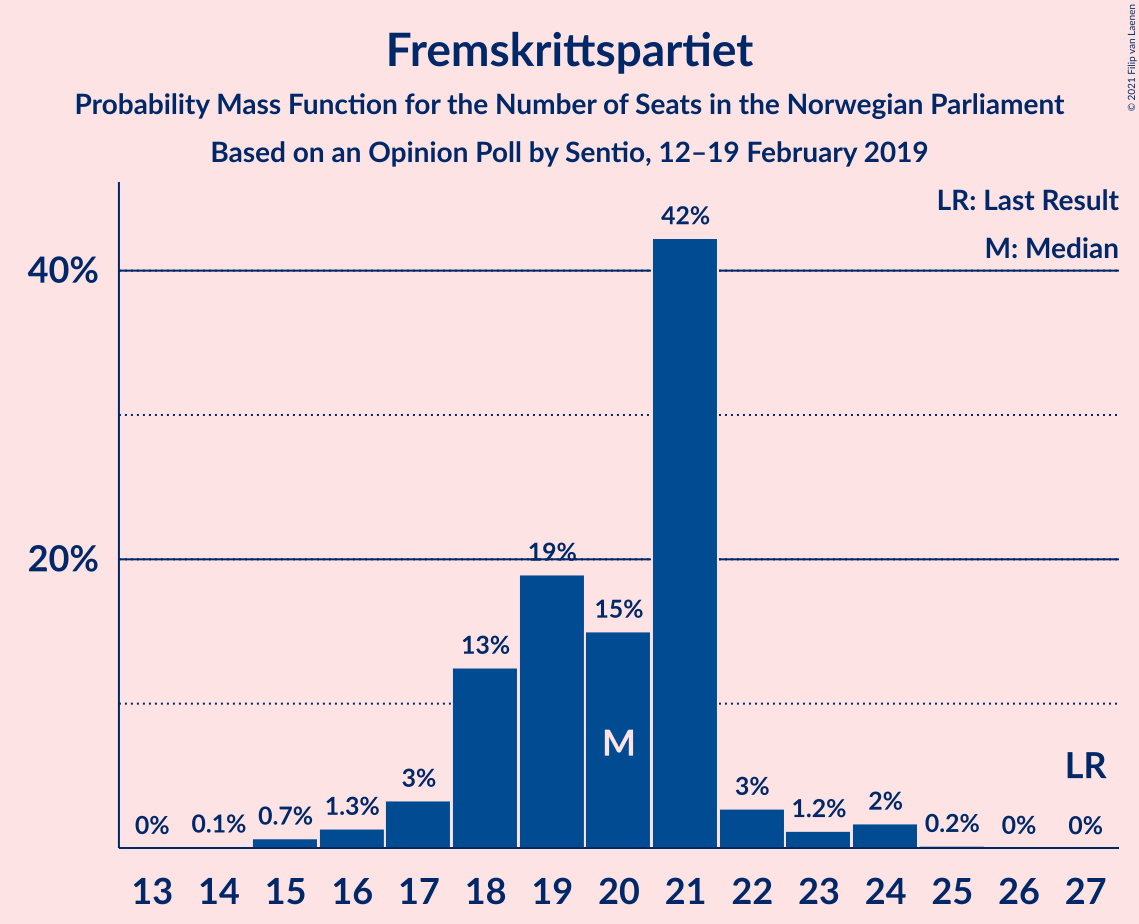 Fremskrittspartiet
Probability Mass Function for the Number of Seats in the Norwegian Parliament
Based on an Opinion Poll by Sentio, 12–19 February 2019
© 2021 Filip van Laenen
LR: Last Result
M: Median
42%
40%
20%
19%
15%
13%
3%
3%
2%
1.3%
1.2%
0.7%
0%
0.1%
0.2%
0%
0%
M
LR
13 14 15 16 17 18 19 20 21 22 23 24 25 26 27